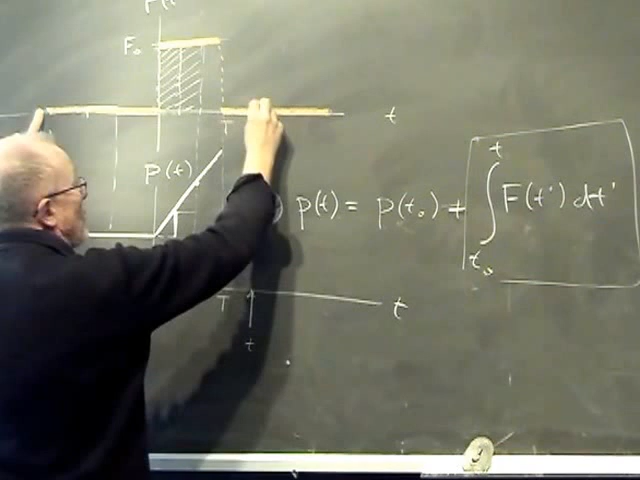 F(t
F₀
T t
p(t)
p(t) = p(t₀) + ∫_{t₀}^{t} F(t') dt'
T t
t